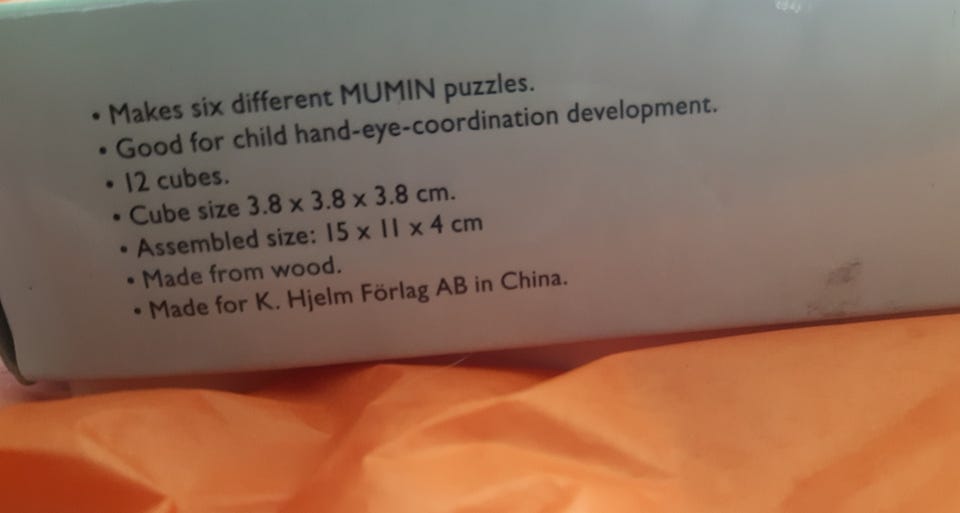 • Makes six different MUMIN puzzles.
• Good for child hand-eye-coordination development.
• 12 cubes.
• Cube size 3.8 x 3.8 x 3.8 cm.
• Assembled size: 15 x 11 x 4 cm
• Made from wood.
• Made for K. Hjelm Förlag AB in China.